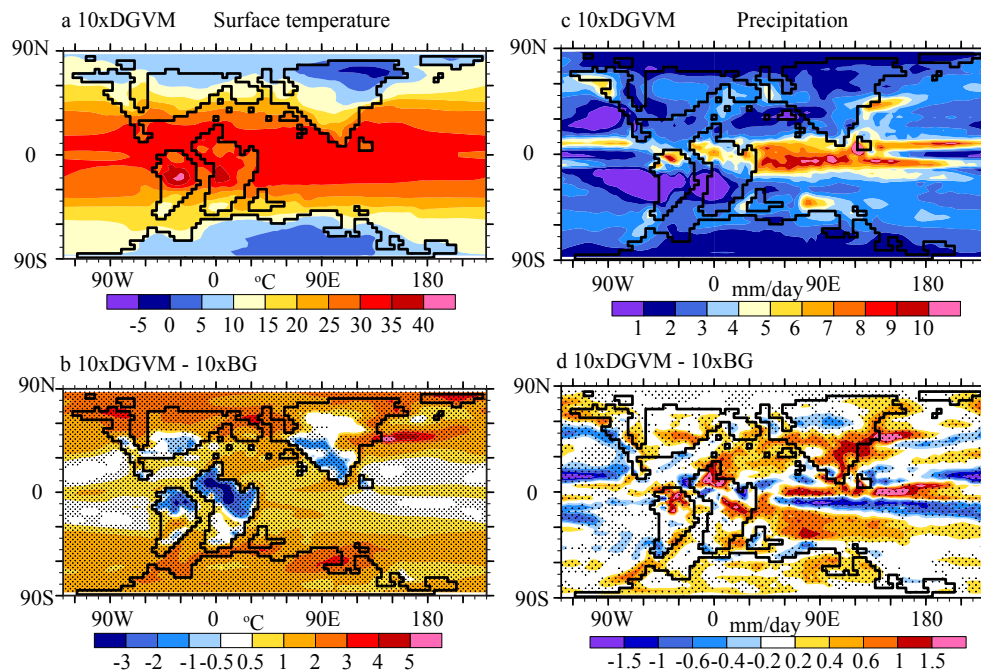 a 10xDGVM Surface temperature
90N
0
90S
90W 0 90E 180
°C
-5 0 5 10 15 20 25 30 35 40
c 10xDGVM Precipitation
90N
0
90S
90W 0 90E 180
mm/day
1 2 3 4 5 6 7 8 9 10
b 10xDGVM - 10xBG
90N
0
90S
90W 0 90E 180
°C
-3 -2 -1 -0.5 0.5 1 2 3 4 5
d 10xDGVM - 10xBG
90N
0
90S
90W 0 90E 180
mm/day
-1.5 -1 -0.6 -0.4 -0.2 0.2 0.4 0.6 1 1.5